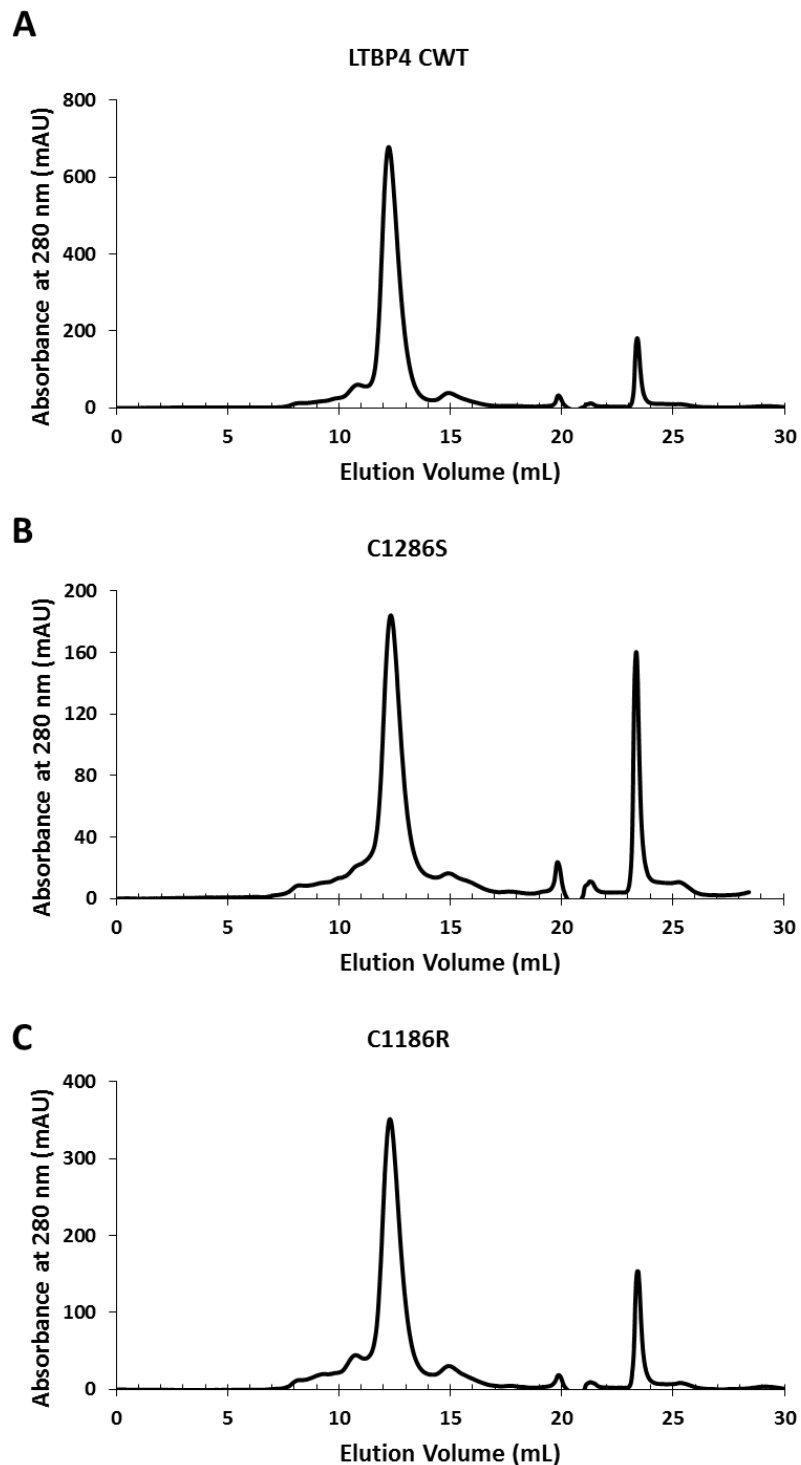 A
LTBP4 CWT
Absorbance at 280 nm (mAU)
800
600
400
200
0
0 5 10 15 20 25 30
Elution Volume (mL)
B
C1286S
Absorbance at 280 nm (mAU)
200
160
120
80
40
0
0 5 10 15 20 25 30
Elution Volume (mL)
C
C1186R
Absorbance at 280 nm (mAU)
400
300
200
100
0
0 5 10 15 20 25 30
Elution Volume (mL)